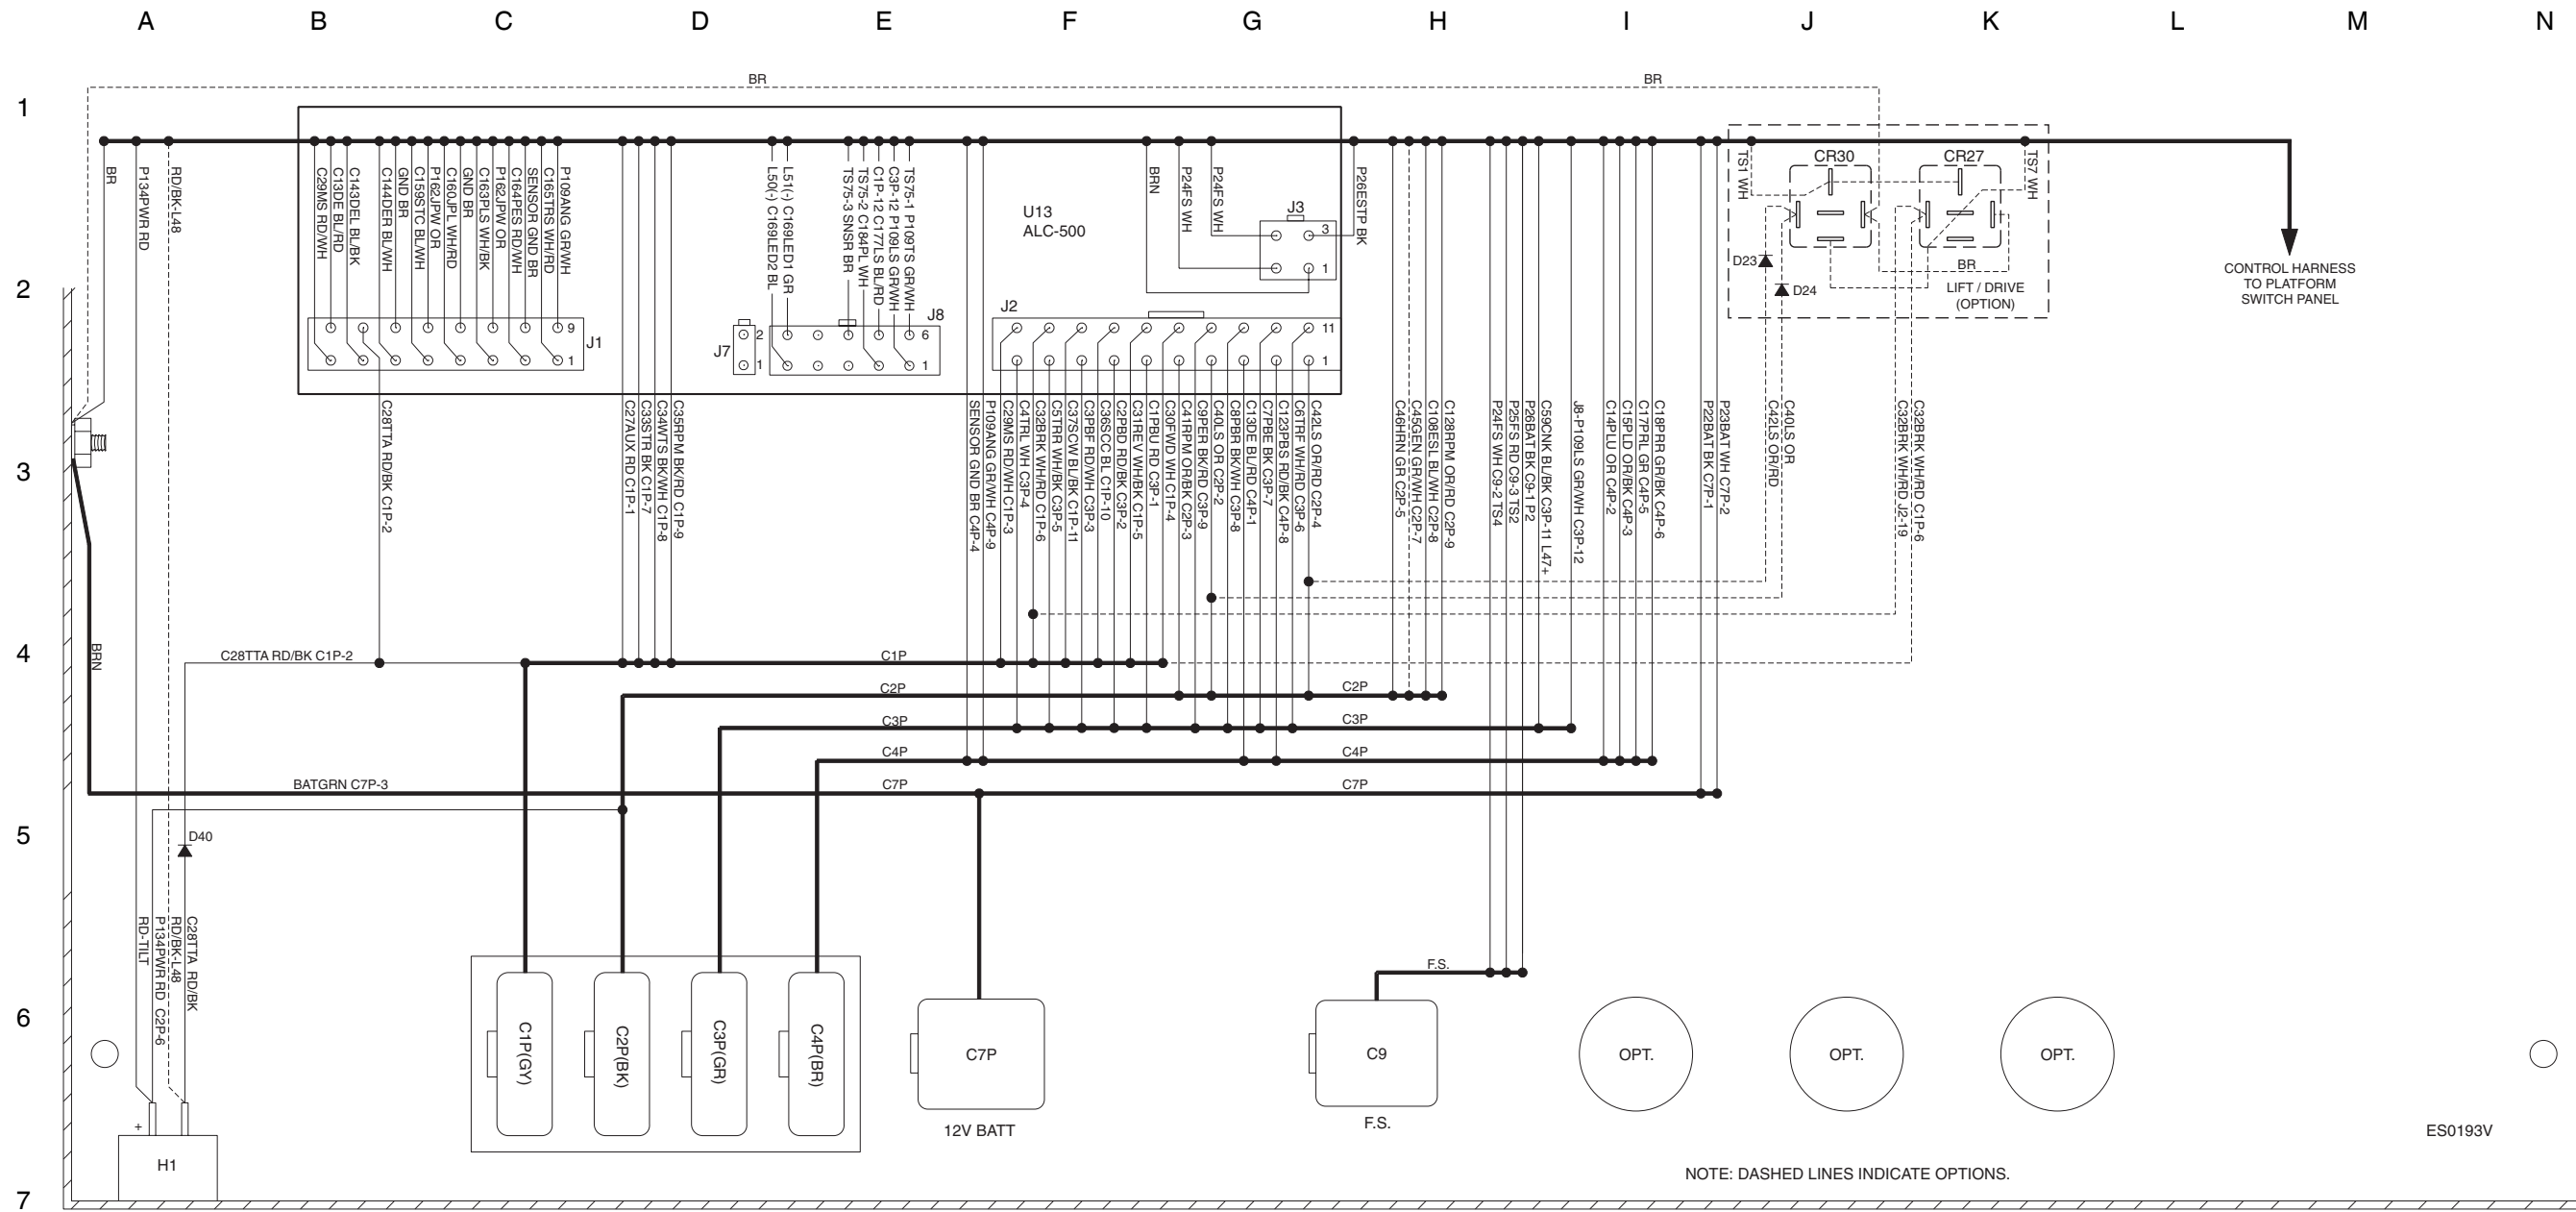 A B C D E F G H I J K L M N
1
2
3
4
5
6
7
BR
BR
BR
P134PWR RD
RD/BK-L48
C29MS RD/WH
C13DE BL/RD
C143DEL BL/BK
C144DER BL/WH
GND BR
C159STC BL/WH
P162JPW OR
C160JPL WH/RD
GND BR
C163PLS WH/BK
P162JPW OR
C164PES RD/WH
SENSOR GND BR
C165TRS WH/RD
P109ANG GR/WH
9
1
J1
L50(-) C169LED2 BL
L51(-) C169LED1 GR
TS75-3 SNSR BR
TS75-2 C184PL WH
C1P-12 C177LS BL/RD
C3P-12 P109LS GR/WH
TS75-1 P109TS GR/WH
J7
2
1
J8
6
1
U13
ALC-500
BRN
P24FS WH
P24FS WH
J3
3
1
P26ESTP BK
J2
11
1
TS1 WH
CR30
CR27
TS7 WH
D23
D24
BR
LIFT / DRIVE
(OPTION)
CONTROL HARNESS
TO PLATFORM
SWITCH PANEL
C28TTA RD/BK C1P-2
C27AUX RD C1P-1
C33STR BK C1P-7
C34WTS BK/WH C1P-8
C35RPM BK/RD C1P-9
SENSOR GND BR C4P-4
P109ANG GR/WH C4P-9
C29MS RD/WH C1P-3
C41TRL WH C3P-4
C32BRK WH/RD C1P-6
C5TRR WH/BK C3P-5
C37SCW BL/BK C1P-11
C3PBF RD/WH C3P-3
C36SCC BL C1P-10
C2PBD RD/BK C3P-2
C31REV WH/BK C1P-5
C1PBU RD C3P-1
C30FWD WH C1P-4
C41RPM OR/BK C2P-3
C9PER BK/RD C3P-9
C40LS OR C2P-2
C8PBR BK/WH C3P-8
C13DE BL/RD C4P-1
C7PBE BK C3P-7
C123PBS RD/BK C4P-8
C6TRF WH/RD C3P-6
C42LS OR/RD C2P-4
C46HRN GR C2P-5
C45GEN GR/WH C2P-7
C108ESL BL/WH C2P-8
C128RPM OR/RD C2P-9
P24FS WH C9-2 TS4
P25FS RD C9-3 TS2
P26BAT BK C9-1 P2
C59CNK BL/BK C3P-11 L47+
J8-P109LS GR/WH C3P-12
C14PLU OR C4P-2
C15PLD OR/BK C4P-3
C17PRL GR C4P-5
C18PRR GR/BK C4P-6
P22BAT BK C7P-1
P23BAT WH C7P-2
C42LS OR/RD
C40LS OR
C32BRK WH/RD J2-19
C32BRK WH/RD C1P-6
BRN
C28TTA RD/BK C1P-2
C1P
C2P
C2P
C3P
C3P
C4P
C4P
BATGRN C7P-3
C7P
C7P
D40
RD-TILT
P134PWR RD C2P-6
RD/BK-L48
C28TTA RD/BK
F.S.
C1P(GY)
C2P(BK)
C3P(GR)
C4P(BR)
C7P
C9
OPT.
OPT.
OPT.
12V BATT
F.S.
+
H1
ES0193V
NOTE: DASHED LINES INDICATE OPTIONS.